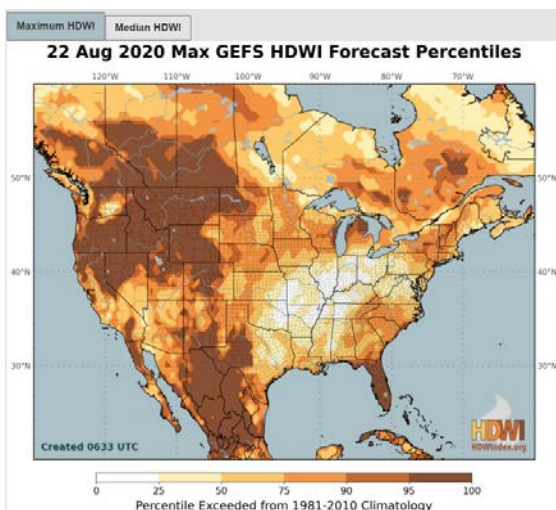 Maximum HDWI Median HDWI
22 Aug 2020 Max GEFS HDWI Forecast Percentiles
120°W 110°W 100°W 90°W 80°W 70°W
50°N 50°N
40°N 40°N
30°N 30°N
Created 0633 UTC
HDWI
HDWIndex.org
0 25 50 75 90 95 100
Percentile Exceeded from 1981-2010 Climatology